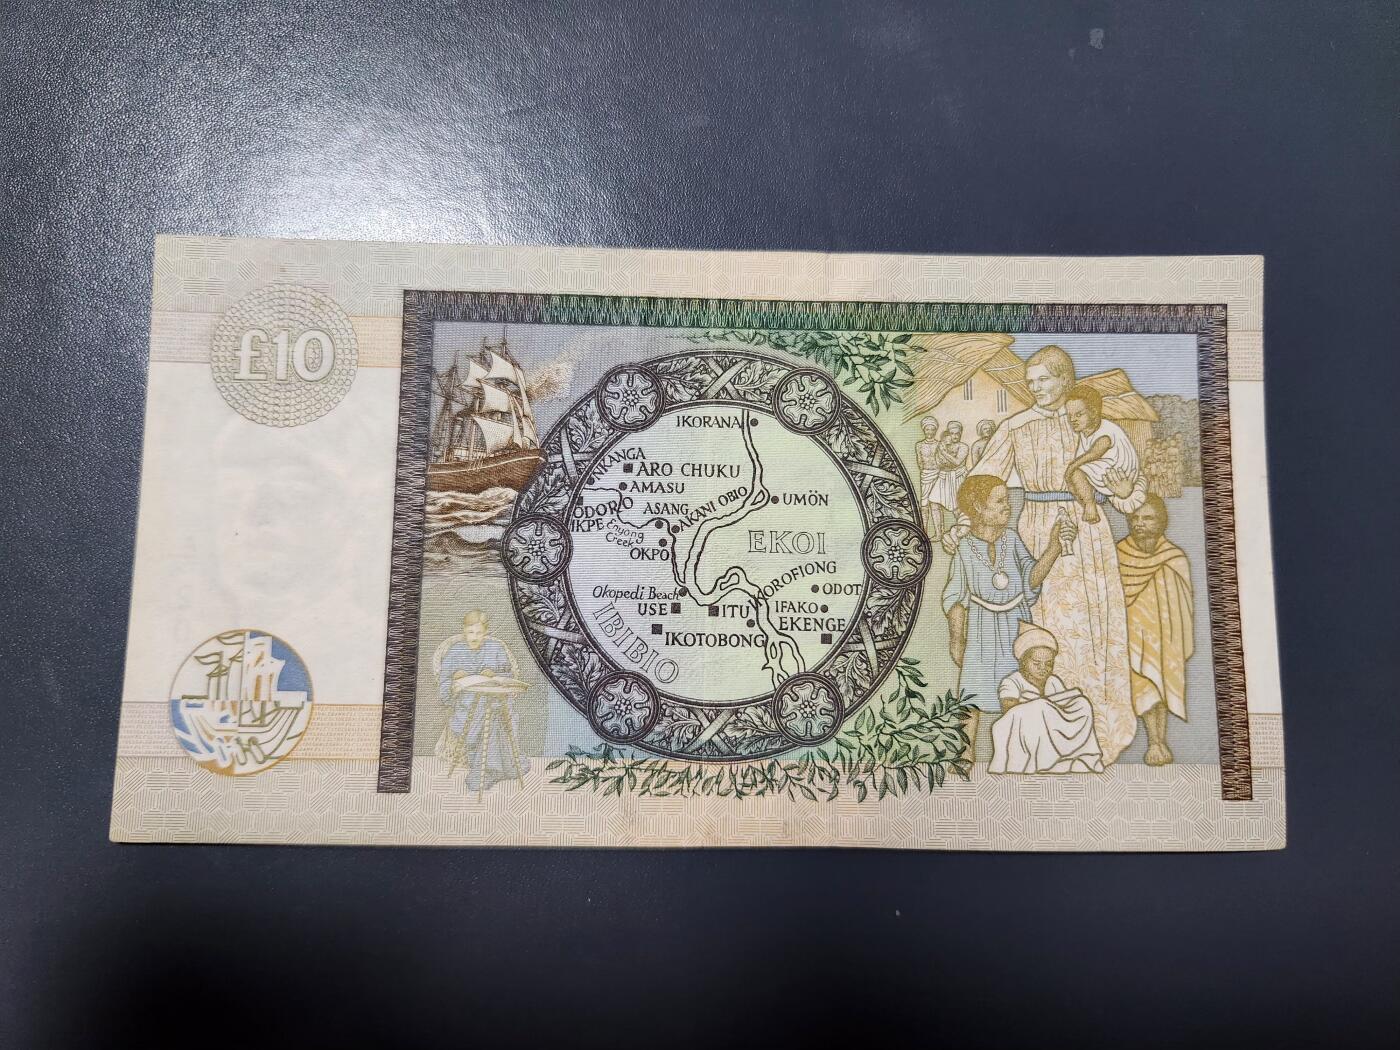 £10
IKORANA
NKANGA
ARO CHUKU
AMASU
AKANI OBIO
UMÖN
ODORO
IKPE
ASANG
Enyong
Creek
OKPO
EKOI
KOROFIONG
ODOT
Okopedi Beach
USE
ITU
IFAKO
EKENGE
IKOTOBONG
IBIBIO